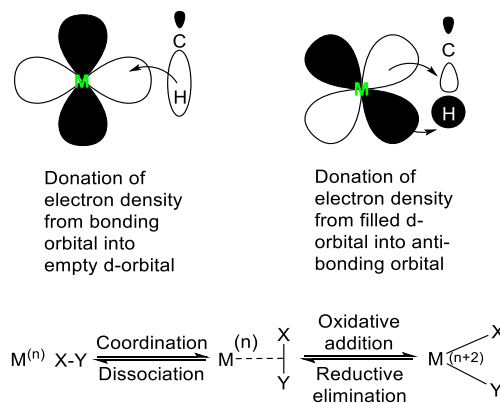 C
M
H
C
M
H
Donation of
electron density
from bonding
orbital into
empty d-orbital
Donation of
electron density
from filled d-
orbital into anti-
bonding orbital
M(n) X-Y
Coordination
Dissociation
M (n)
X
Y
Oxidative
addition
Reductive
elimination
M (n+2)
X
Y